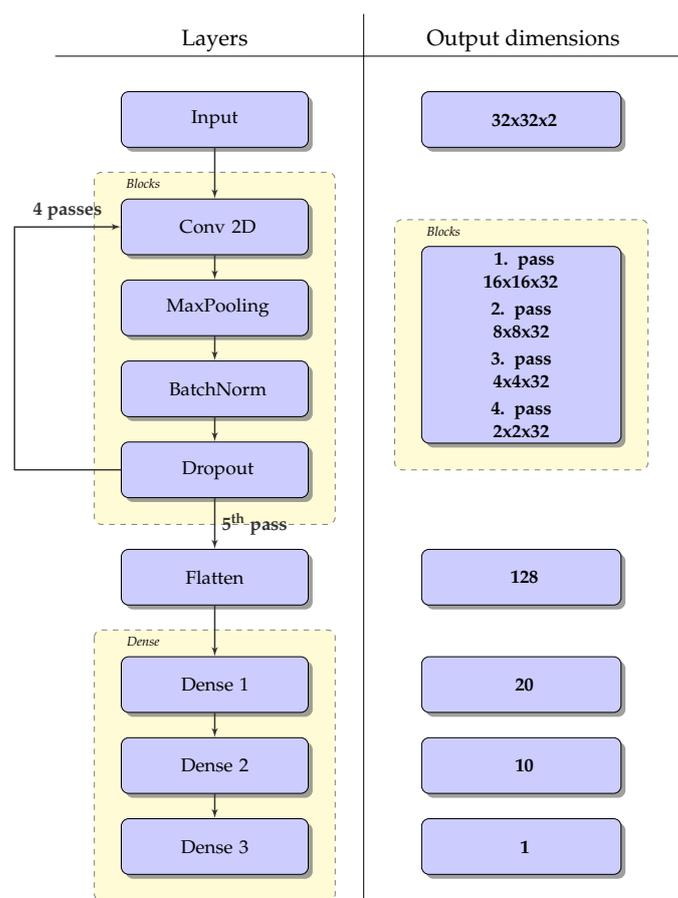 Layers
Output dimensions
Input
32x32x2
Blocks
4 passes
Conv 2D
MaxPooling
BatchNorm
Dropout
Blocks
1. pass
16x16x32
2. pass
8x8x32
3. pass
4x4x32
4. pass
2x2x32
5th pass
Flatten
128
Dense
Dense 1
20
Dense 2
10
Dense 3
1